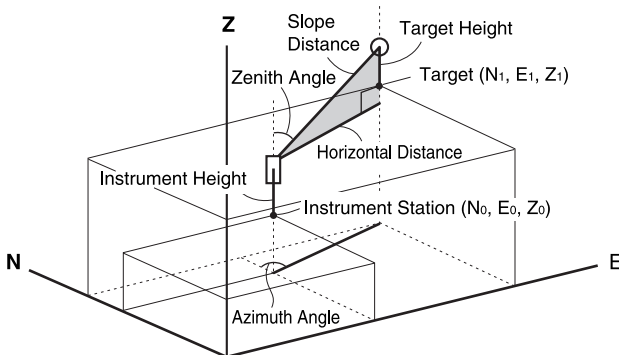 Z
Slope
Distance
Target Height
Zenith Angle
Target (N1, E1, Z1)
Horizontal Distance
Instrument Height
Instrument Station (N0, E0, Z0)
N
E
Azimuth Angle